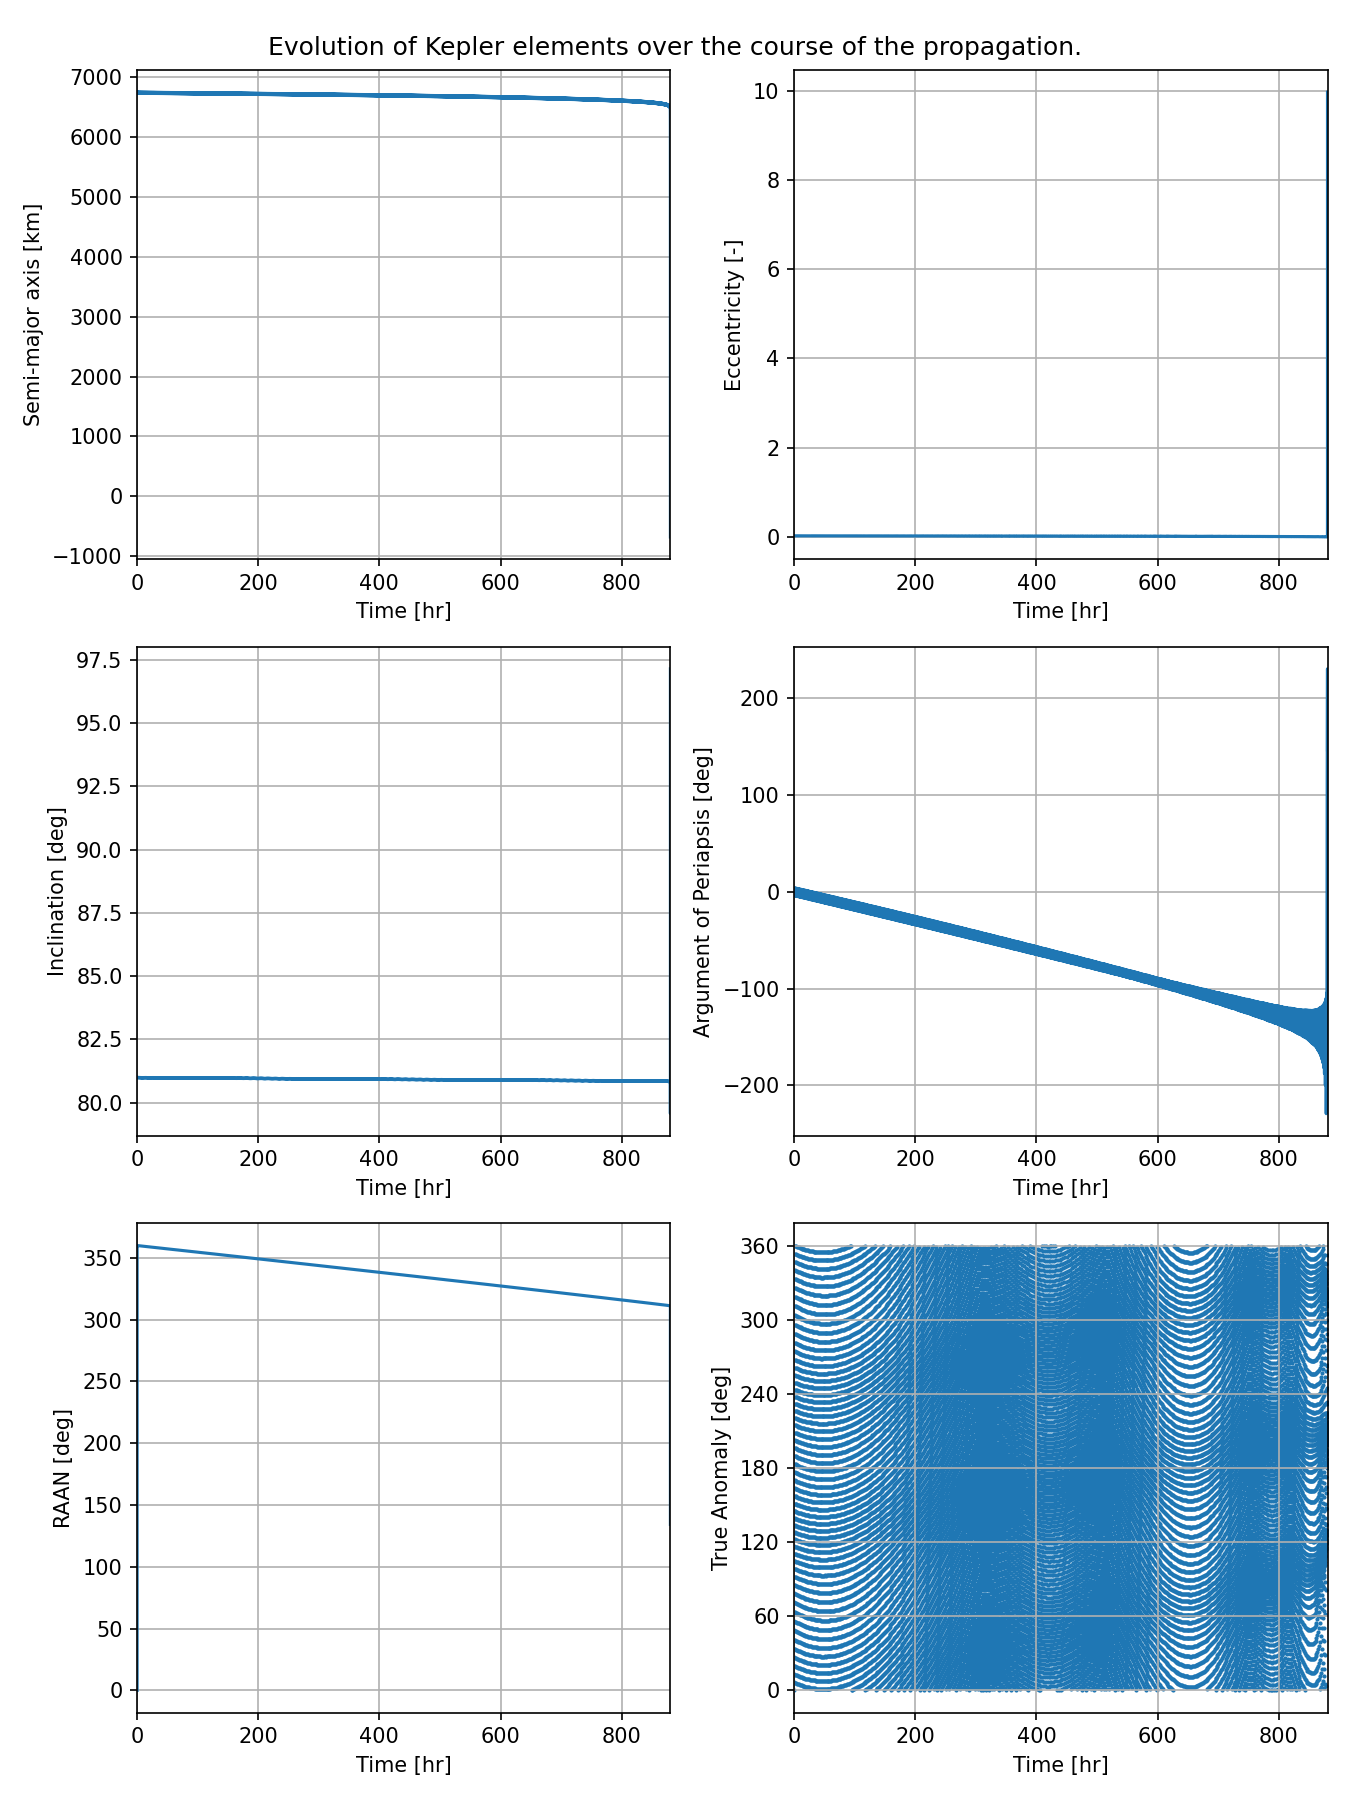 Evolution of Kepler elements over the course of the propagation.
7000
6000
5000
4000
3000
2000
1000
0
−1000
Semi-major axis [km]
0 200 400 600 800
Time [hr]
10
8
6
4
2
0
Eccentricity [-]
0 200 400 600 800
Time [hr]
97.5
95.0
92.5
90.0
87.5
85.0
82.5
80.0
Inclination [deg]
0 200 400 600 800
Time [hr]
200
100
0
−100
−200
Argument of Periapsis [deg]
0 200 400 600 800
Time [hr]
350
300
250
200
150
100
50
0
RAAN [deg]
0 200 400 600 800
Time [hr]
360
300
240
180
120
60
0
True Anomaly [deg]
0 200 400 600 800
Time [hr]